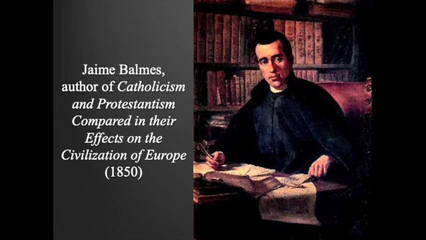 Jaime Balmes,
author of Catholicism
and Protestantism
Compared in their
Effects on the
Civilization of Europe
(1850)